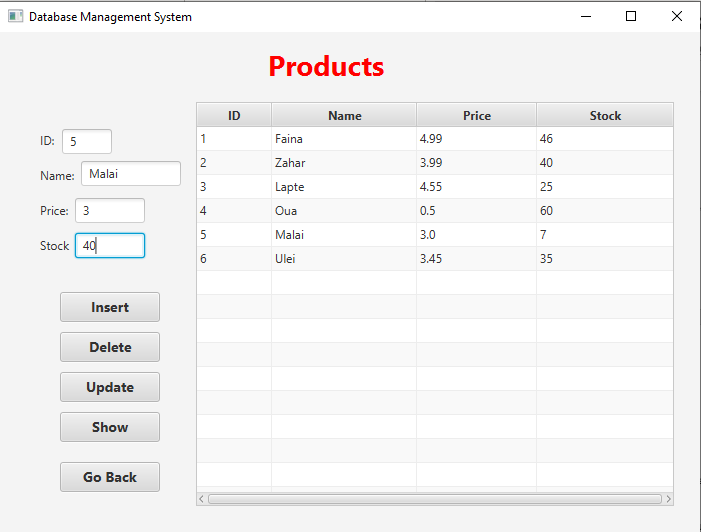 Database Management System
Products
ID: 5
Name: Malai
Price: 3
Stock 40
Insert
Delete
Update
Show
Go Back
ID Name Price Stock
1 Faina 4.99 46
2 Zahar 3.99 40
3 Lapte 4.55 25
4 Oua 0.5 60
5 Malai 3.0 7
6 Ulei 3.45 35